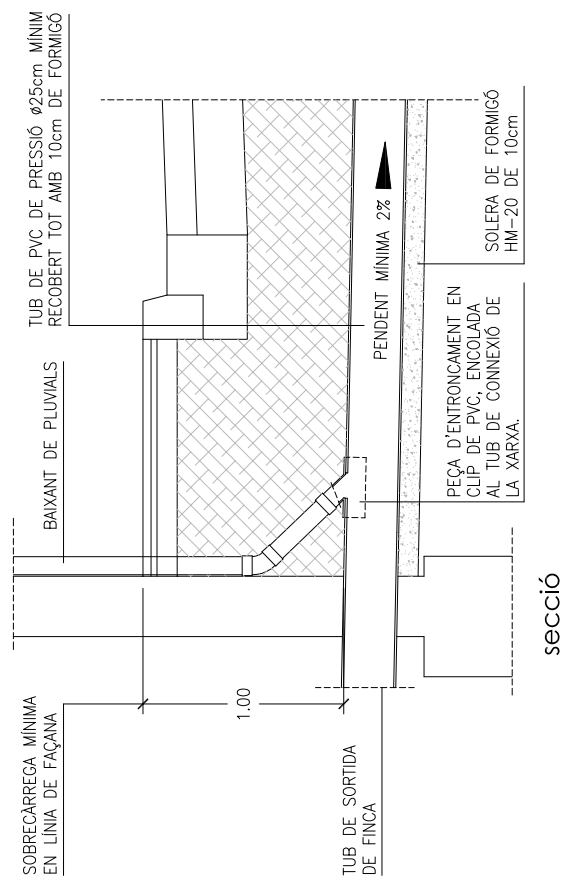 TUB DE PVC DE PRESSIÓ ø25cm MÍNIM
RECOBERT TOT AMB 10cm DE FORMIGÓ
BAIXANT DE PLUVIALS
SOBRECÀRREGA MÍNIMA
EN LÍNIA DE FAÇANA
1.00
PENDENT MÍNIMA 2%
SOLERA DE FORMIGÓ
HM-20 DE 10cm
PEÇA D'ENTRONCAMENT EN
CLIP DE PVC, ENCOLADA
AL TUB DE CONNEXIÓ DE
LA XARXA.
TUB DE SORTIDA
DE FINCA
secció